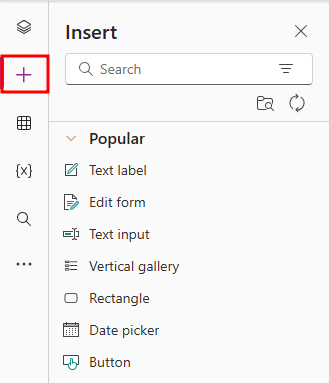 Insert
Search
Popular
Text label
Edit form
Text input
Vertical gallery
{x}
Rectangle
Date picker
Button